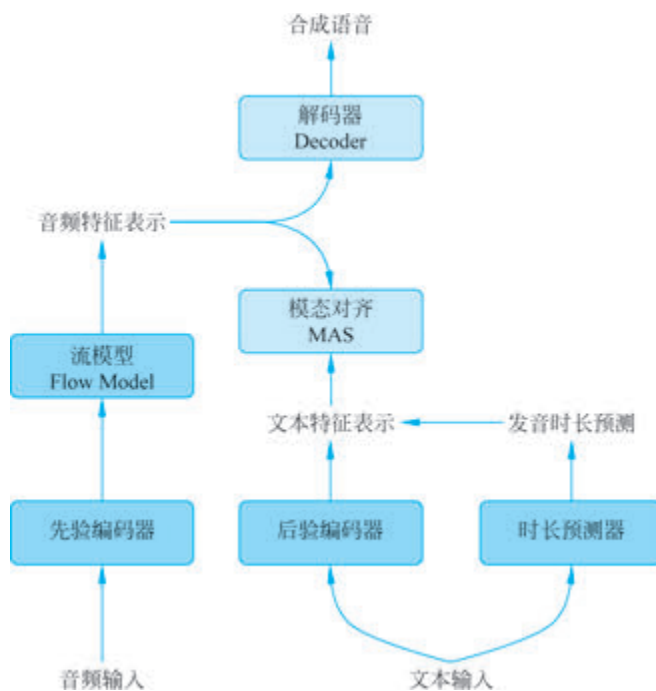 合成语音
解码器
Decoder
音频特征表示
模态对齐
MAS
流模型
Flow Model
文本特征表示
发音时长预测
先验编码器
后验编码器
时长预测器
音频输入
文本输入